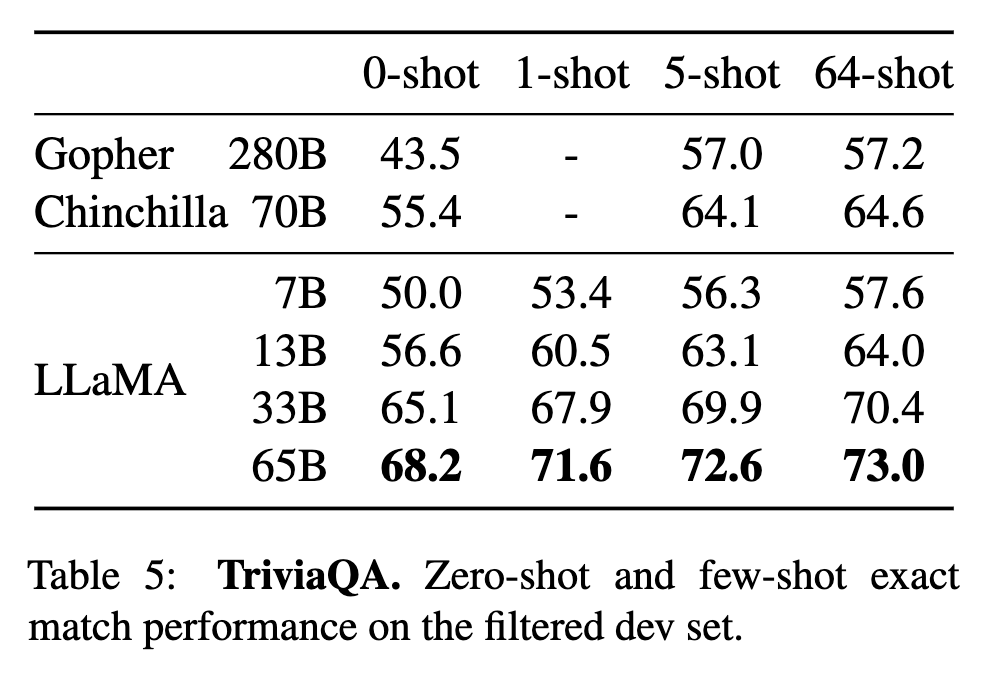 0-shot 1-shot 5-shot 64-shot
Gopher 280B 43.5 - 57.0 57.2
Chinchilla 70B 55.4 - 64.1 64.6
7B 50.0 53.4 56.3 57.6
13B 56.6 60.5 63.1 64.0
LLaMA
33B 65.1 67.9 69.9 70.4
65B 68.2 71.6 72.6 73.0
Table 5: TriviaQA. Zero-shot and few-shot exact
match performance on the filtered dev set.